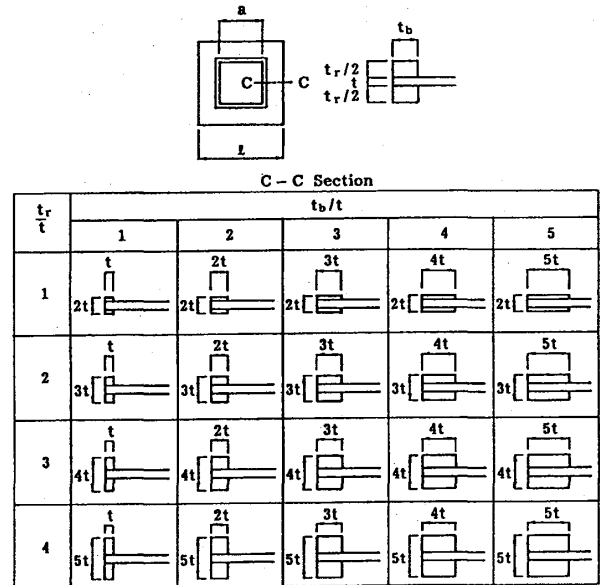 a
t_b
t_r/2
C C t
t_r/2
ℓ
C – C Section
t_r/t t_b/t
1 2 3 4 5
t 2t 3t 4t 5t
1 2t 2t 2t 2t 2t
t 2t 3t 4t 5t
2 3t 3t 3t 3t 3t
t 2t 3t 4t 5t
3 4t 4t 4t 4t 4t
t 2t 3t 4t 5t
4 5t 5t 5t 5t 5t